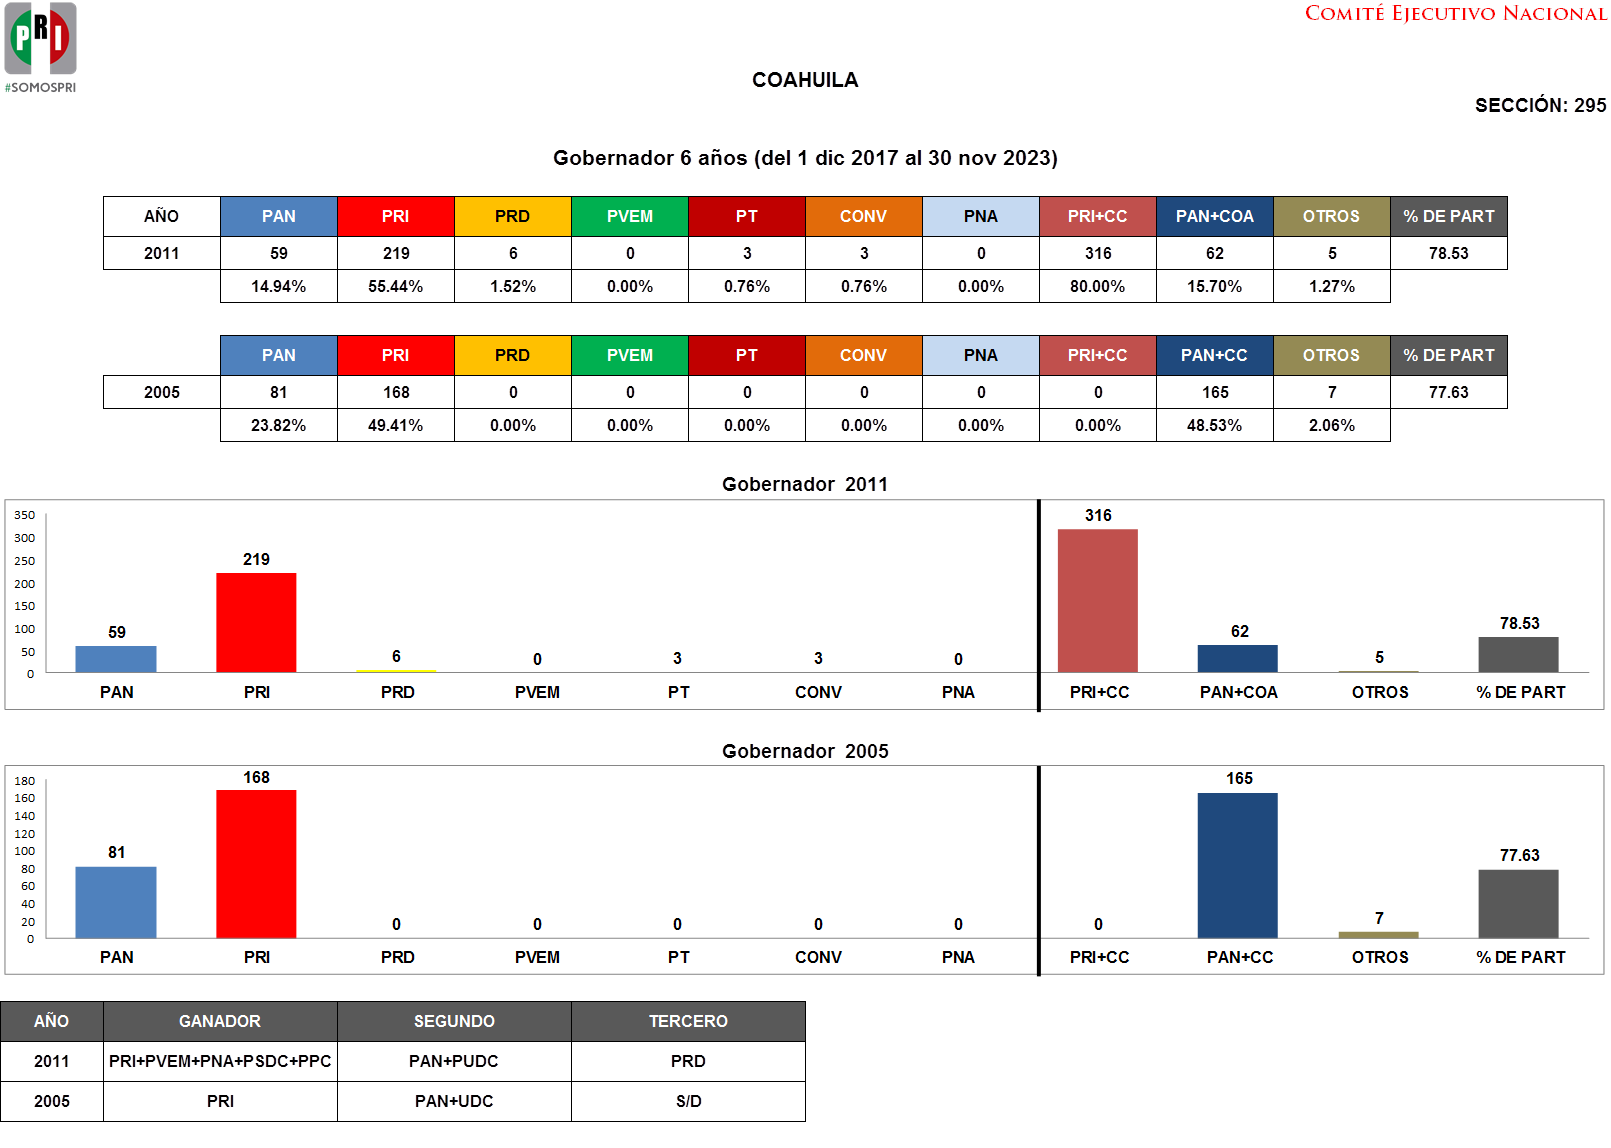 PRI
#SOMOSPRI
COMITÉ EJECUTIVO NACIONAL
COAHUILA
SECCIÓN: 295
Gobernador 6 años (del 1 dic 2017 al 30 nov 2023)
AÑO PAN PRI PRD PVEM PT CONV PNA PRI+CC PAN+COA OTROS % DE PART
2011 59 219 6 0 3 3 0 316 62 5 78.53
14.94% 55.44% 1.52% 0.00% 0.76% 0.76% 0.00% 80.00% 15.70% 1.27%
PAN PRI PRD PVEM PT CONV PNA PRI+CC PAN+CC OTROS % DE PART
2005 81 168 0 0 0 0 0 0 165 7 77.63
23.82% 49.41% 0.00% 0.00% 0.00% 0.00% 0.00% 0.00% 48.53% 2.06%
Gobernador 2011
350
300
250
200
150
100
50
0
59 219 6 0 3 3 0 316 62 5 78.53
PAN PRI PRD PVEM PT CONV PNA PRI+CC PAN+COA OTROS % DE PART
Gobernador 2005
180
160
140
120
100
80
60
40
20
0
81 168 0 0 0 0 0 0 165 7 77.63
PAN PRI PRD PVEM PT CONV PNA PRI+CC PAN+CC OTROS % DE PART
AÑO GANADOR SEGUNDO TERCERO
2011 PRI+PVEM+PNA+PSDC+PPC PAN+PUDC PRD
2005 PRI PAN+UDC S/D